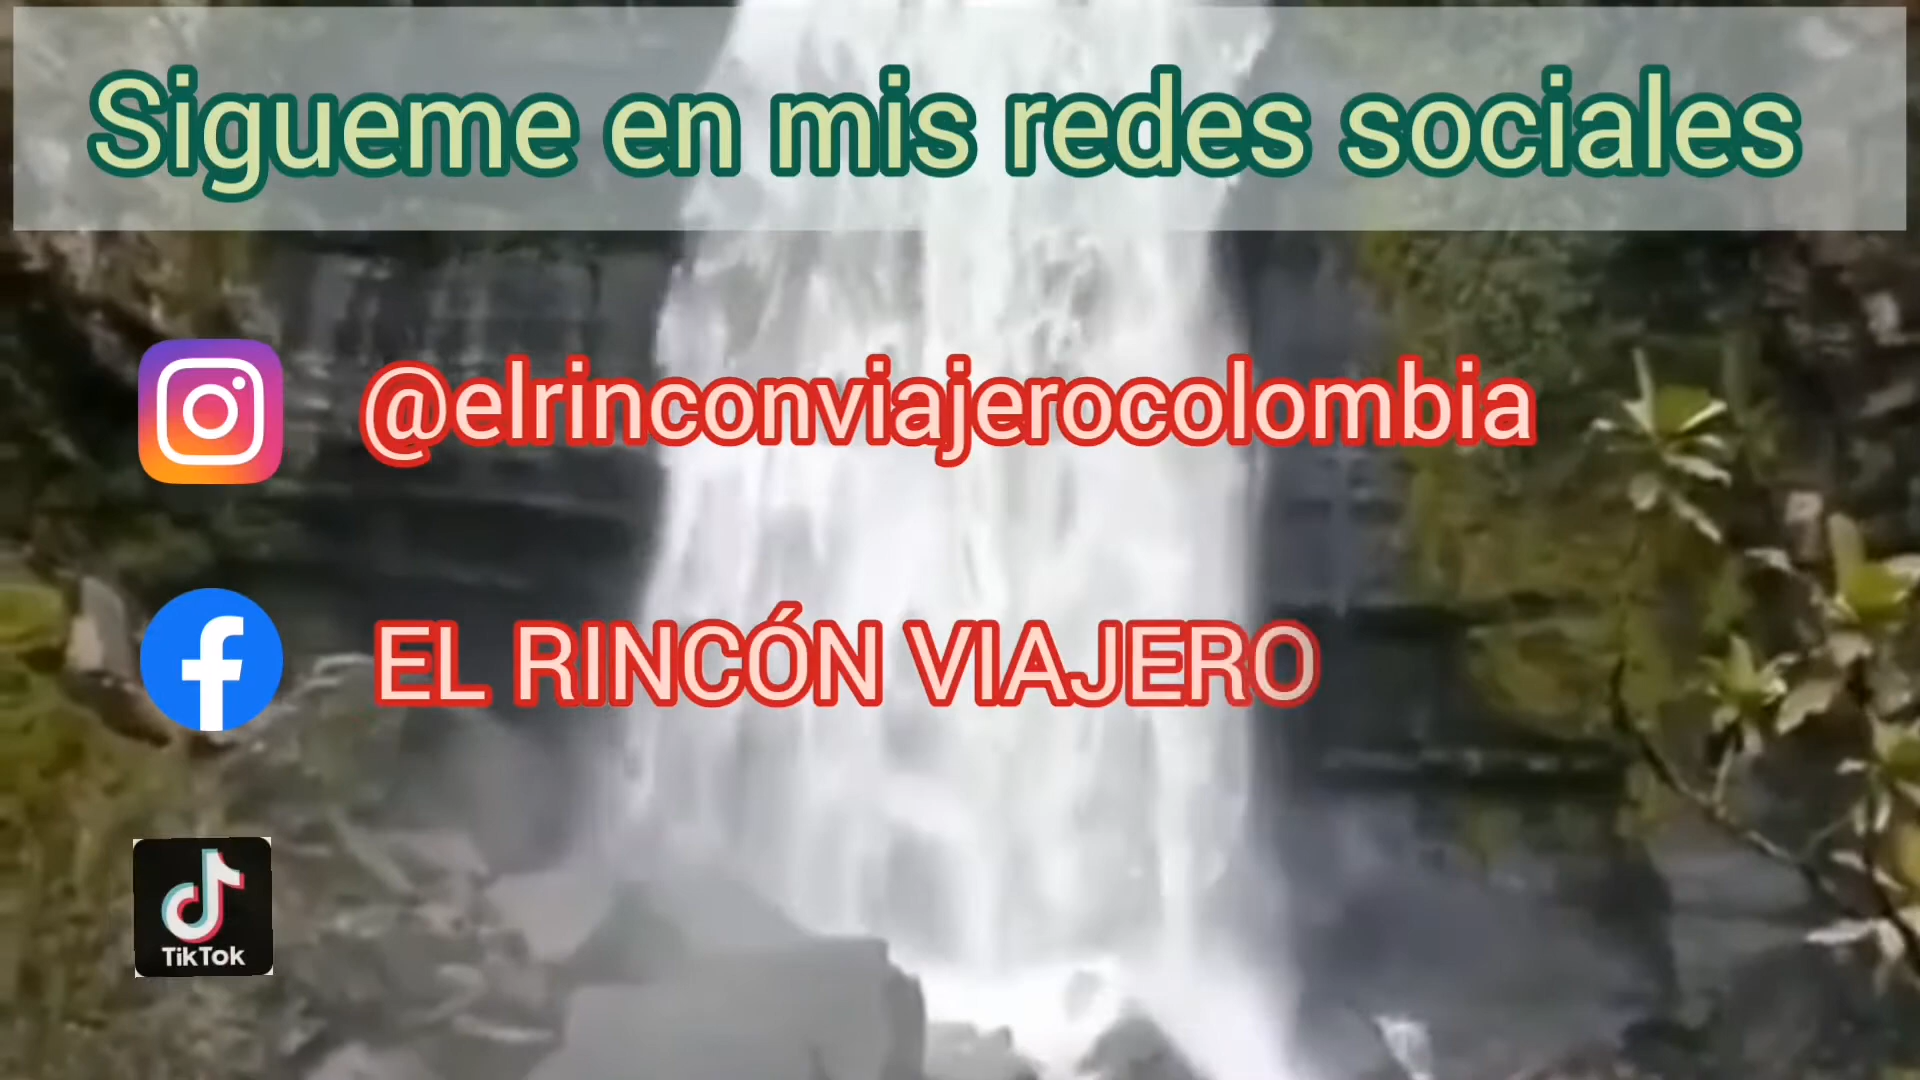 Sigueme en mis redes sociales
@elrinconviajerocolombia
EL RINCÓN VIAJERO
TikTok